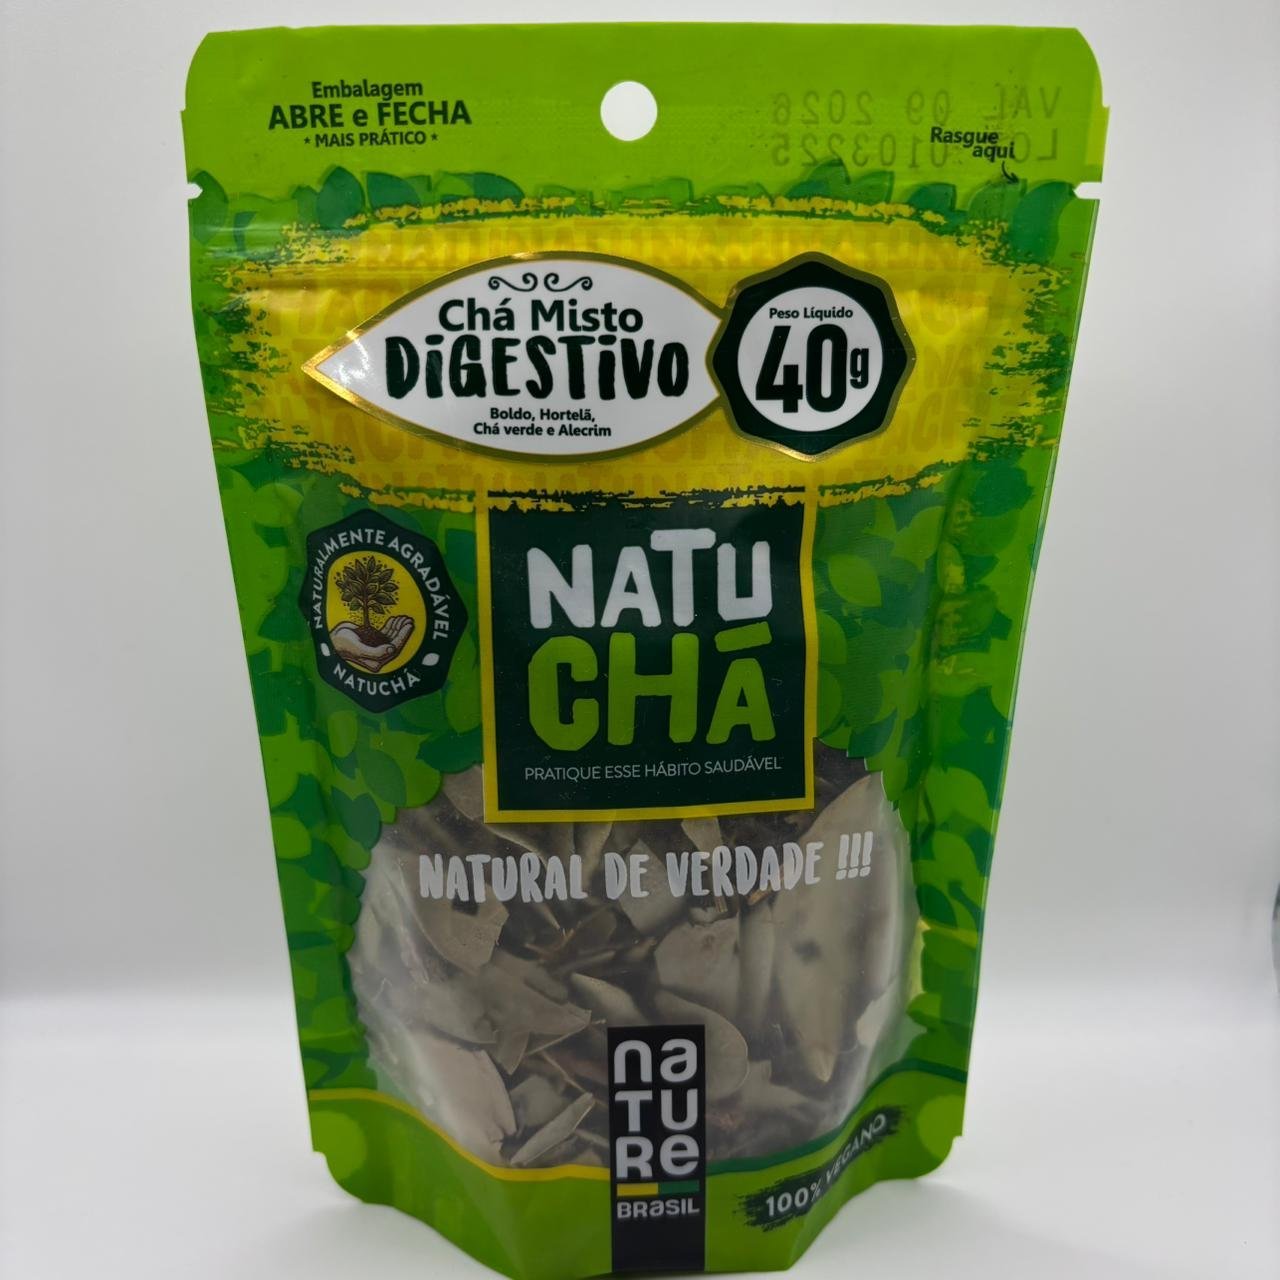 Embalagem
ABRE e FECHA
* MAIS PRÁTICO *
VAL 09 2026
LOT 0103225
Rasgue
aqui
Chá Misto
DiGESTiVO
Boldo, Hortelã,
Chá verde e Alecrim
Peso Líquido
40g
NATURALMENTE AGRADÁVEL
NATUCHÁ
NATU
CHÁ
PRATIQUE ESSE HÁBITO SAUDÁVEL
NATURAL DE VERDADE !!!
na
TU
Re
BRaSIL
100% VEGANO